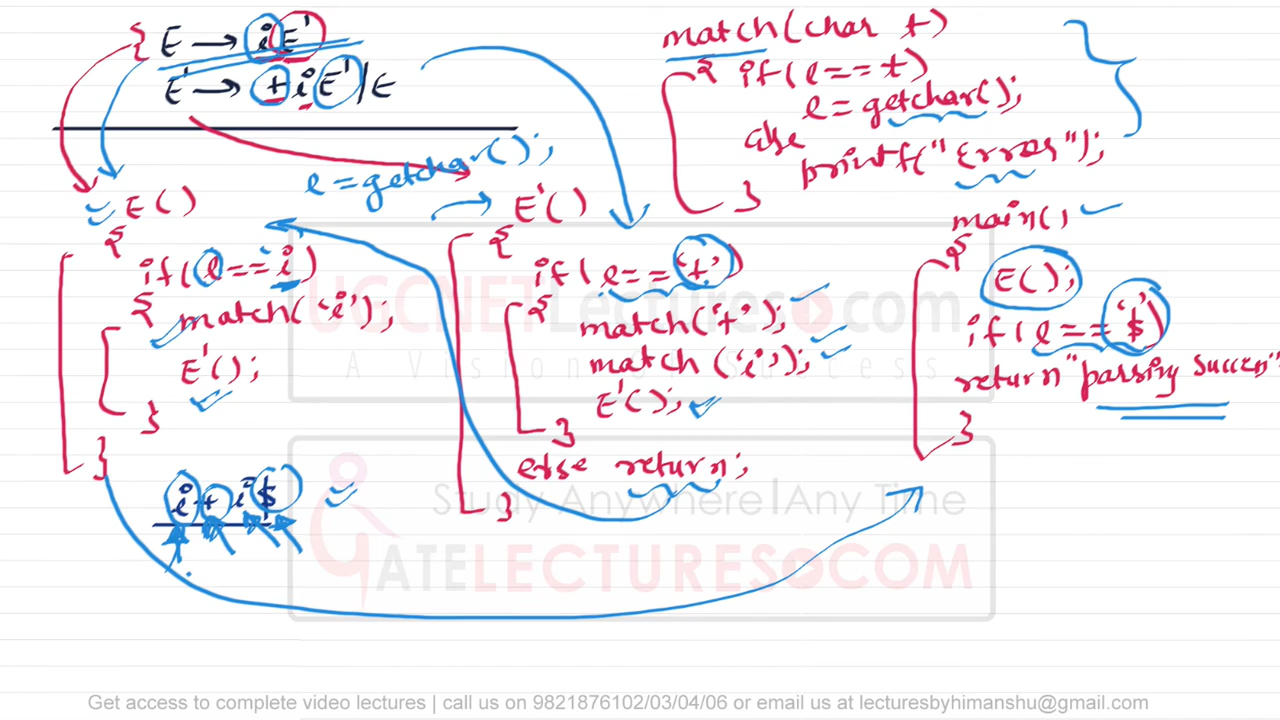 E → iE'
E' → +iE' | ε
l = getchar();
E()
{
if(l == i)
{
match('i');
E'();
}
}
i+i$
E'()
{
if(l == '+')
{
match('+');
match('i');
E'();
}
else return;
}
match(char t)
{ if(l==t)
l = getchar();
else
printf("Error");
}
main()
{
E();
if(l == '$')
return "parsing success"
}
UGCNETLectures.com
A Vision Success
Study Anywhere|Any Time
GATELECTURES.COM
Get access to complete video lectures | call us on 9821876102/03/04/06 or email us at lecturesbyhimanshu@gmail.com